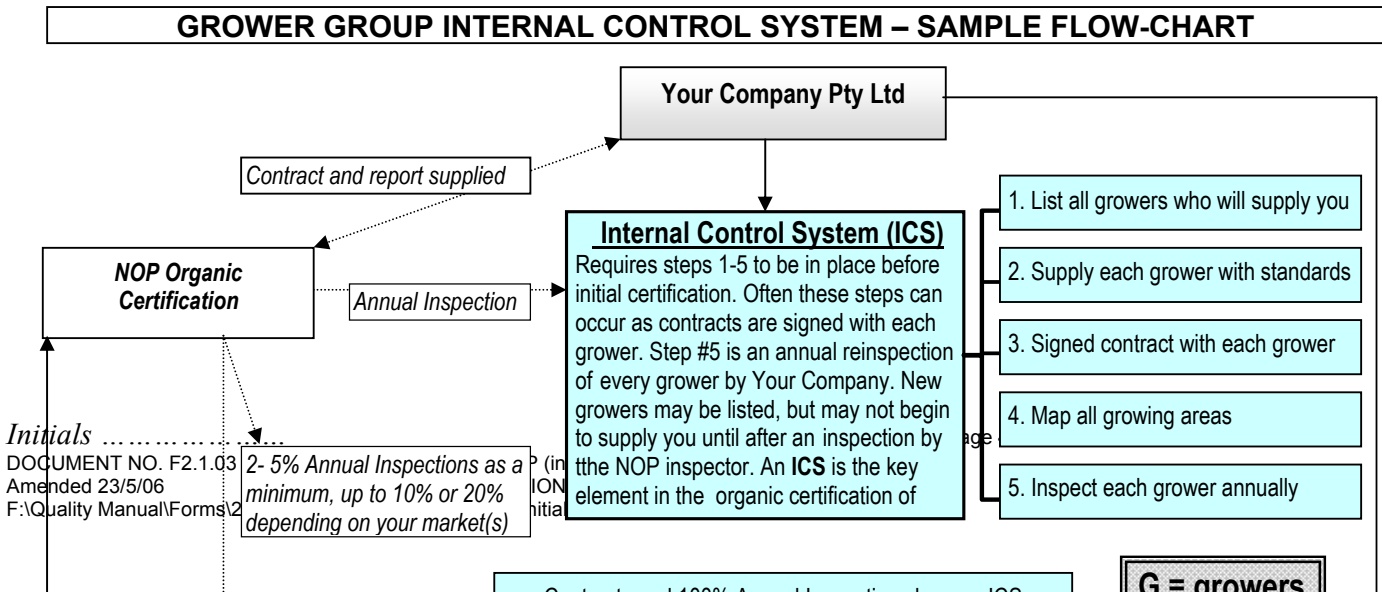 GROWER GROUP INTERNAL CONTROL SYSTEM – SAMPLE FLOW-CHART
Your Company Pty Ltd
Contract and report supplied
NOP Organic
Certification
Annual Inspection
Internal Control System (ICS)
Requires steps 1-5 to be in place before
initial certification. Often these steps can
occur as contracts are signed with each
grower. Step #5 is an annual reinspection
of every grower by Your Company. New
growers may be listed, but may not begin
to supply you until after an inspection by
tthe NOP inspector. An ICS is the key
element in the organic certification of
1. List all growers who will supply you
2. Supply each grower with standards
3. Signed contract with each grower
4. Map all growing areas
5. Inspect each grower annually
Initials ……………………
DOCUMENT NO. F2.1.03
Amended 23/5/06
F:\Quality Manual\Forms\2
2- 5% Annual Inspections as a
minimum, up to 10% or 20%
depending on your market(s)
G = growers